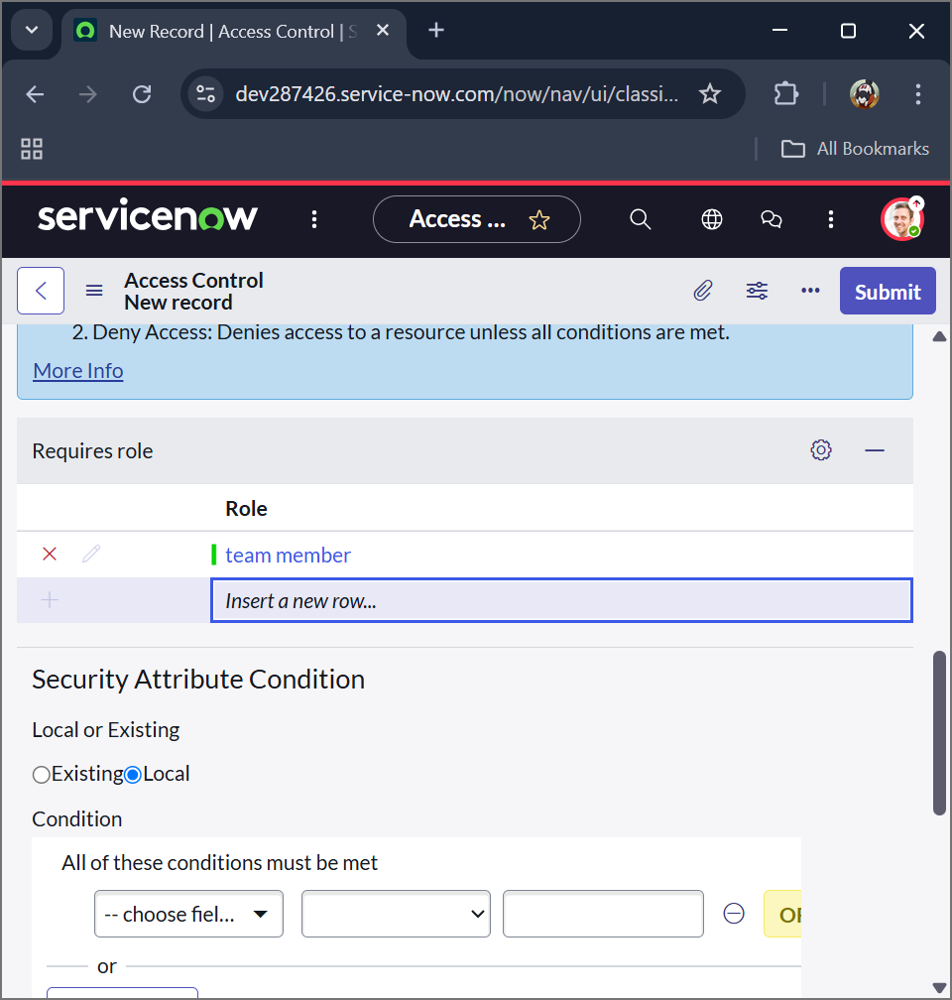 New Record | Access Control |
dev287426.service-now.com/now/nav/ui/classi...
All Bookmarks
servicenow
Access ...
Access Control
New record
Submit
2. Deny Access: Denies access to a resource unless all conditions are met.
More Info
Requires role
Role
team member
Insert a new row...
Security Attribute Condition
Local or Existing
Existing Local
Condition
All of these conditions must be met
-- choose fiel...
or